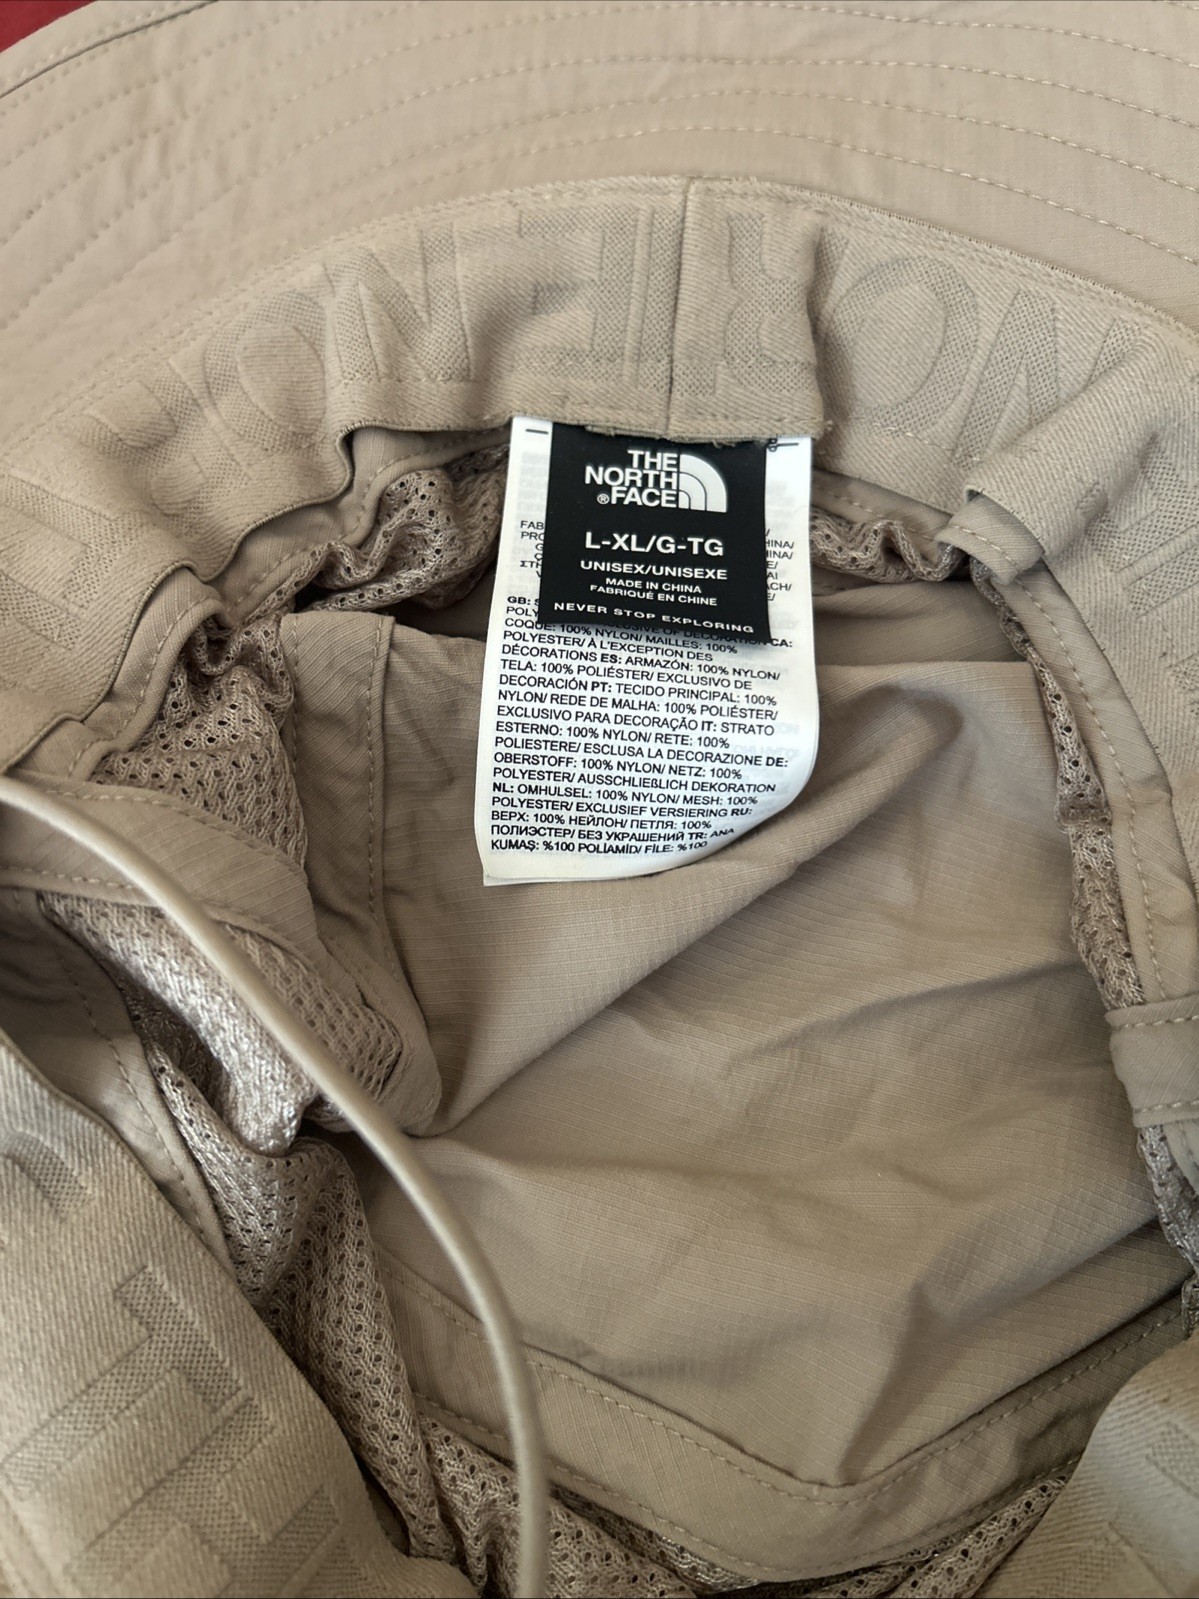 THE
NORTH
®FACE
L-XL/G-TG
UNISEX/UNISEXE
MADE IN CHINA
FABRIQUÉ EN CHINE
NEVER STOP EXPLORING
GB:
POLY CA:
COQUE: 100% NYLON/ MAILLES: 100%
POLYESTER/ À L'EXCEPTION DES
DÉCORATIONS ES: ARMAZÓN: 100% NYLON/
TELA: 100% POLIÉSTER/ EXCLUSIVO DE
DECORACIÓN PT: TECIDO PRINCIPAL: 100%
NYLON/ REDE DE MALHA: 100% POLIÉSTER/
EXCLUSIVO PARA DECORAÇÃO IT: STRATO
ESTERNO: 100% NYLON/ RETE: 100%
POLIESTERE/ ESCLUSA LA DECORAZIONE DE:
OBERSTOFF: 100% NYLON/ NETZ: 100%
POLYESTER/ AUSSCHLIEßLICH DEKORATION
NL: OMHULSEL: 100% NYLON/ MESH: 100%
POLYESTER/ EXCLUSIEF VERSIERING RU:
ВЕРХ: 100% НЕЙЛОН/ ПЕТЛЯ: 100%
ПОЛИЭСТЕР/ БЕЗ УКРАШЕНИЙ TR: ANA
KUMAŞ: %100 POLİAMİD/ FİLE: %100